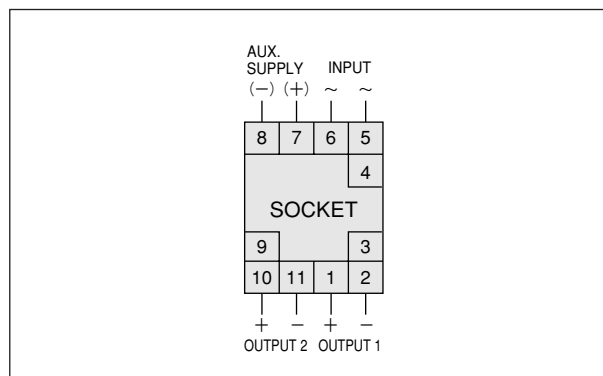 AUX.
SUPPLY INPUT
(−) (+) ~ ~
8 7 6 5
4
SOCKET
9 3
10 11 1 2
+ − + −
OUTPUT 2 OUTPUT 1